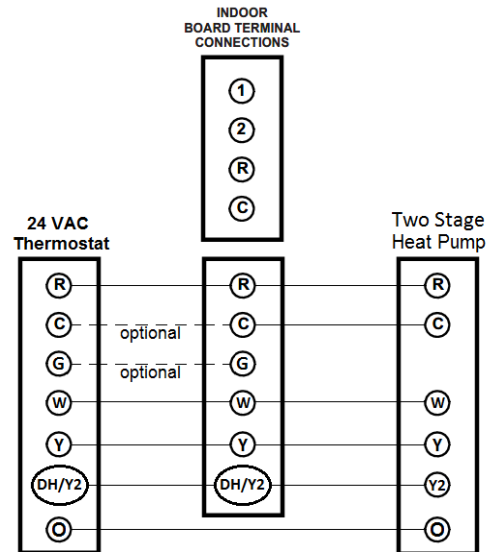 INDOOR
BOARD TERMINAL
CONNECTIONS
1
2
R
C
24 VAC
Thermostat
Two Stage
Heat Pump
R R R
C optional C C
G optional G
W W W
Y Y Y
DH/Y2 DH/Y2 Y2
O O